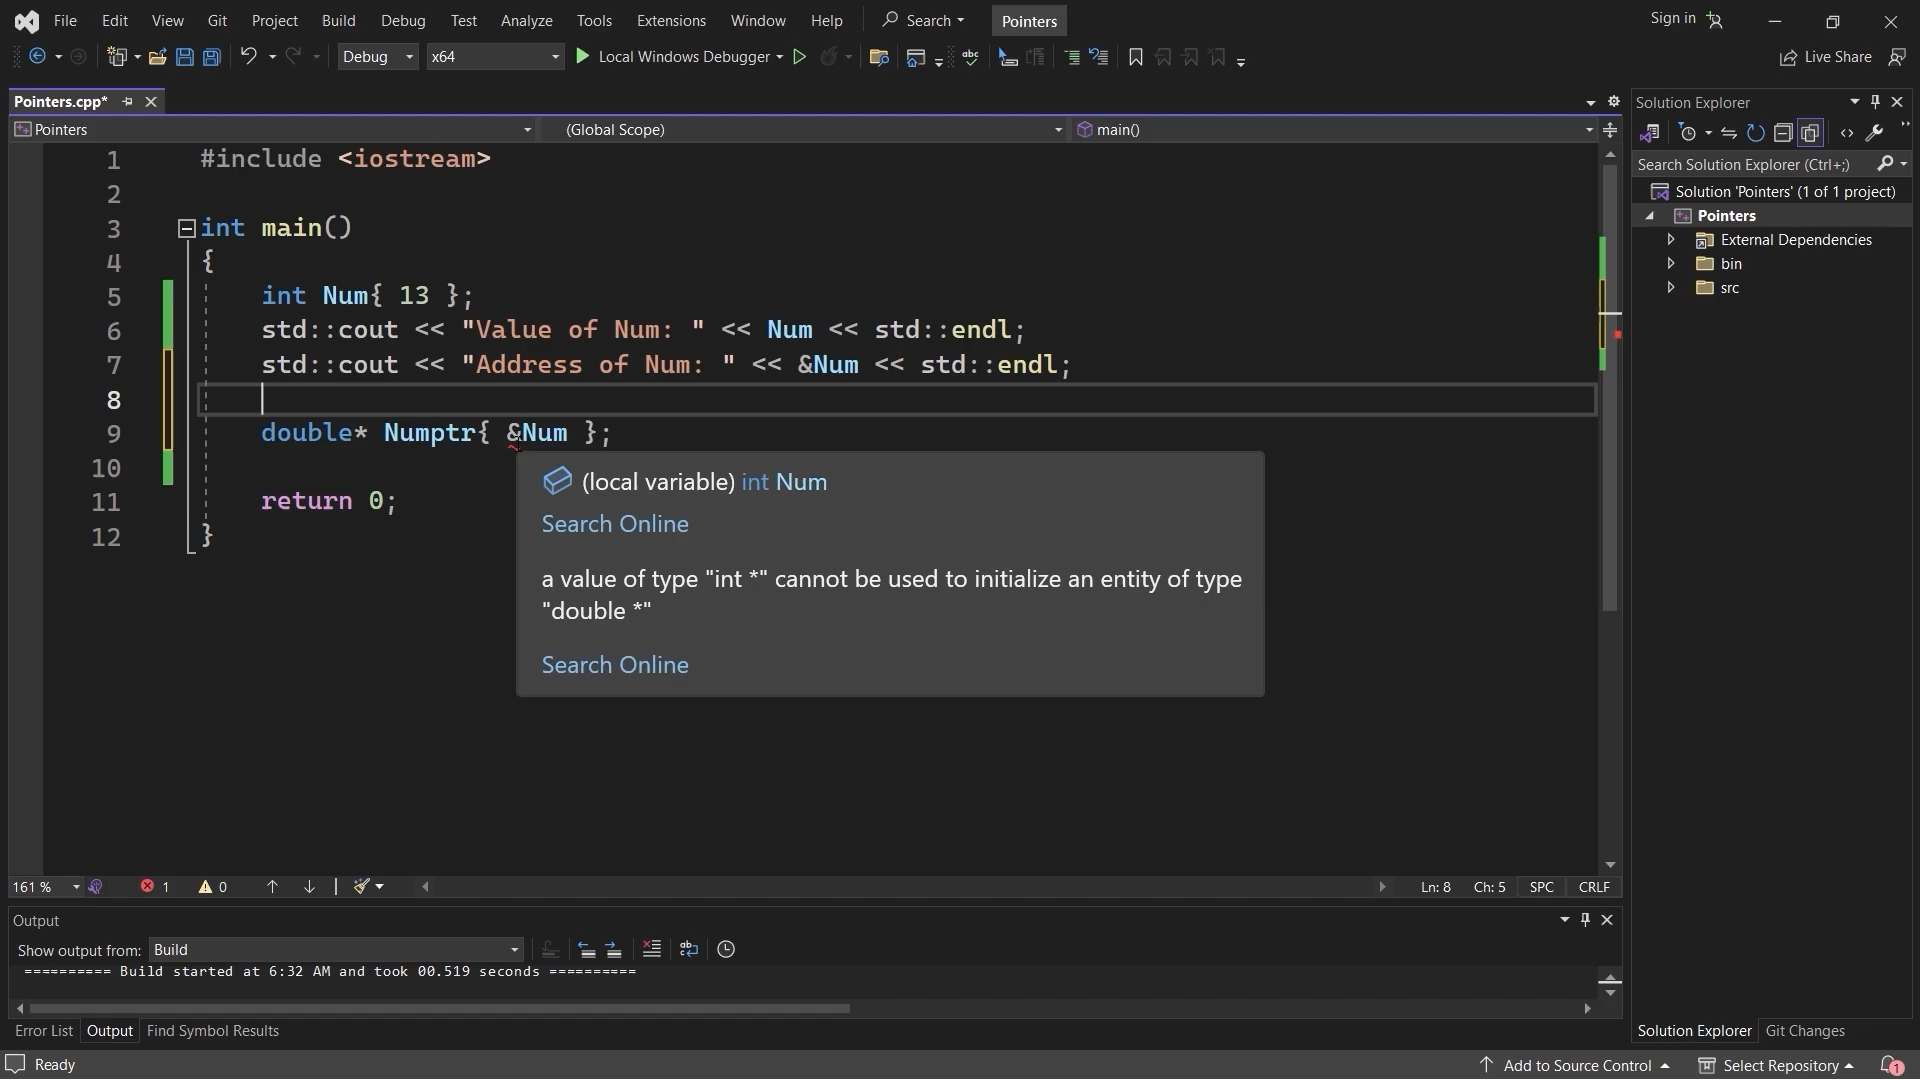 File Edit View Git Project Build Debug Test Analyze Tools Extensions Window Help Search Pointers Sign in
Debug x64 Local Windows Debugger abc Live Share
Pointers.cpp*
Pointers (Global Scope) main()
1 #include <iostream>
2
3 int main()
4 {
5 int Num{ 13 };
6 std::cout << "Value of Num: " << Num << std::endl;
7 std::cout << "Address of Num: " << &Num << std::endl;
8
9 double* Numptr{ &Num };
10
11 return 0;
12 }
(local variable) int Num
Search Online
a value of type "int *" cannot be used to initialize an entity of type
"double *"
Search Online
161 % 1 0 Ln: 8 Ch: 5 SPC CRLF
Output
Show output from: Build
========== Build started at 6:32 AM and took 00.519 seconds ==========
Error List Output Find Symbol Results
Solution Explorer
Search Solution Explorer (Ctrl+;)
Solution 'Pointers' (1 of 1 project)
Pointers
External Dependencies
bin
src
Solution Explorer Git Changes
Ready Add to Source Control Select Repository 1